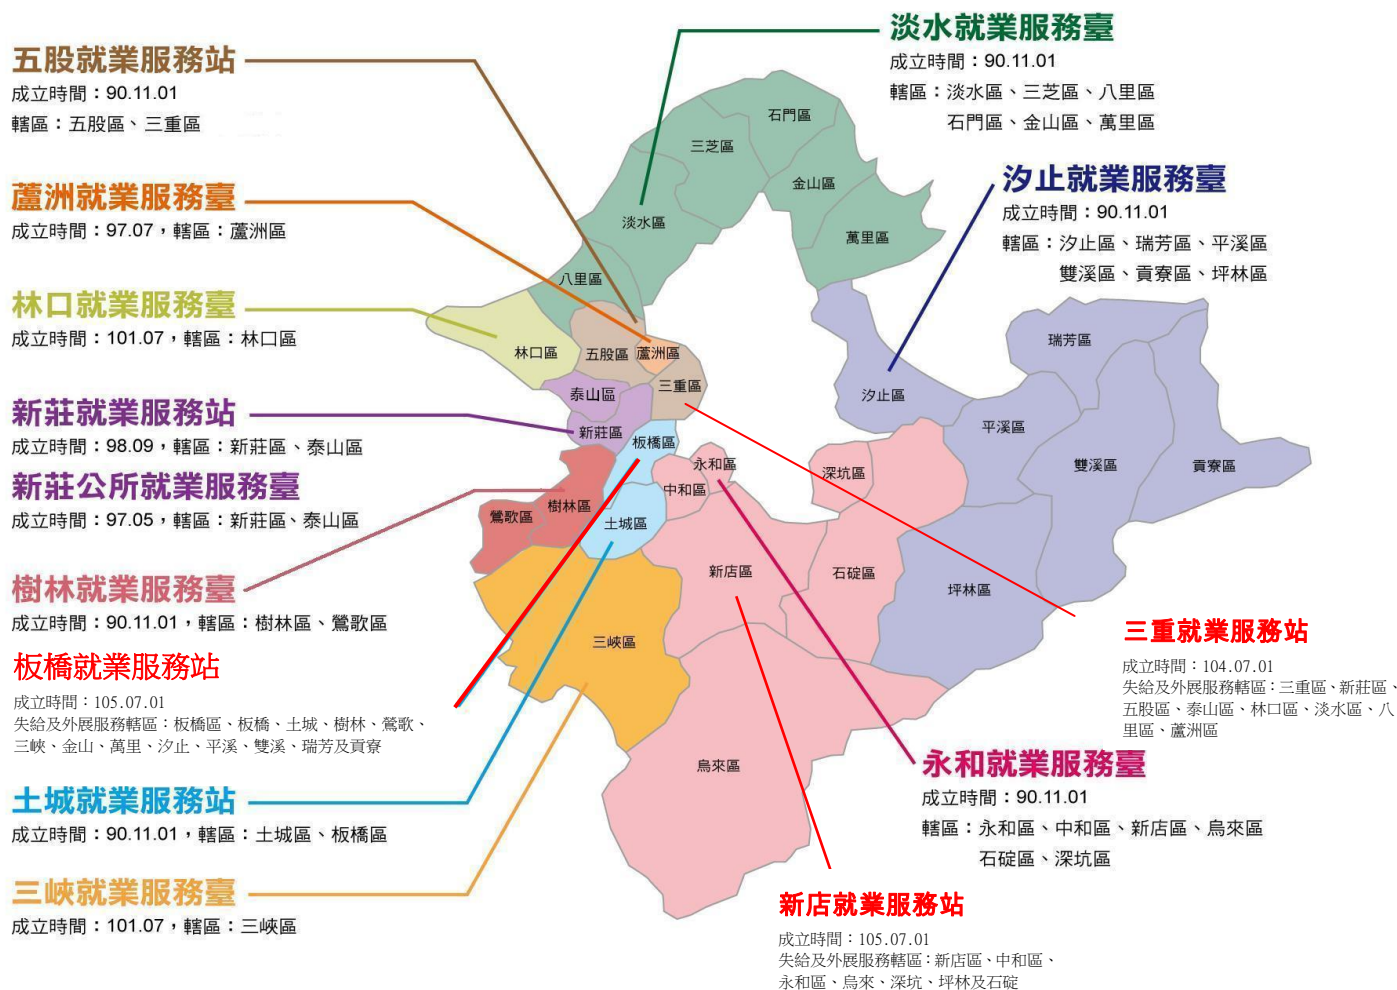 五股就業服務站
成立時間：90.11.01
轄區：五股區、三重區
蘆洲就業服務臺
成立時間：97.07，轄區：蘆洲區
林口就業服務臺
成立時間：101.07，轄區：林口區
新莊就業服務站
成立時間：98.09，轄區：新莊區、泰山區
新莊公所就業服務臺
成立時間：97.05，轄區：新莊區、泰山區
樹林就業服務臺
成立時間：90.11.01，轄區：樹林區、鶯歌區
板橋就業服務站
成立時間：105.07.01
失給及外展服務轄區：板橋區、板橋、土城、樹林、鶯歌、
三峽、金山、萬里、汐止、平溪、雙溪、瑞芳及貢寮
土城就業服務站
成立時間：90.11.01，轄區：土城區、板橋區
三峽就業服務臺
成立時間：101.07，轄區：三峽區
淡水就業服務臺
成立時間：90.11.01
轄區：淡水區、三芝區、八里區
石門區、金山區、萬里區
汐止就業服務臺
成立時間：90.11.01
轄區：汐止區、瑞芳區、平溪區
雙溪區、貢寮區、坪林區
石門區
三芝區
金山區
淡水區
萬里區
八里區
林口區
五股區
蘆洲區
三重區
泰山區
新莊區
板橋區
永和區
中和區
深坑區
汐止區
瑞芳區
平溪區
雙溪區
貢寮區
鶯歌區
樹林區
土城區
新店區
石碇區
坪林區
三峽區
烏來區
三重就業服務站
成立時間：104.07.01
失給及外展服務轄區：三重區、新莊區、
五股區、泰山區、林口區、淡水區、八
里區、蘆洲區
永和就業服務臺
成立時間：90.11.01
轄區：永和區、中和區、新店區、烏來區
石碇區、深坑區
新店就業服務站
成立時間：105.07.01
失給及外展服務轄區：新店區、中和區、
永和區、烏來、深坑、坪林及石碇